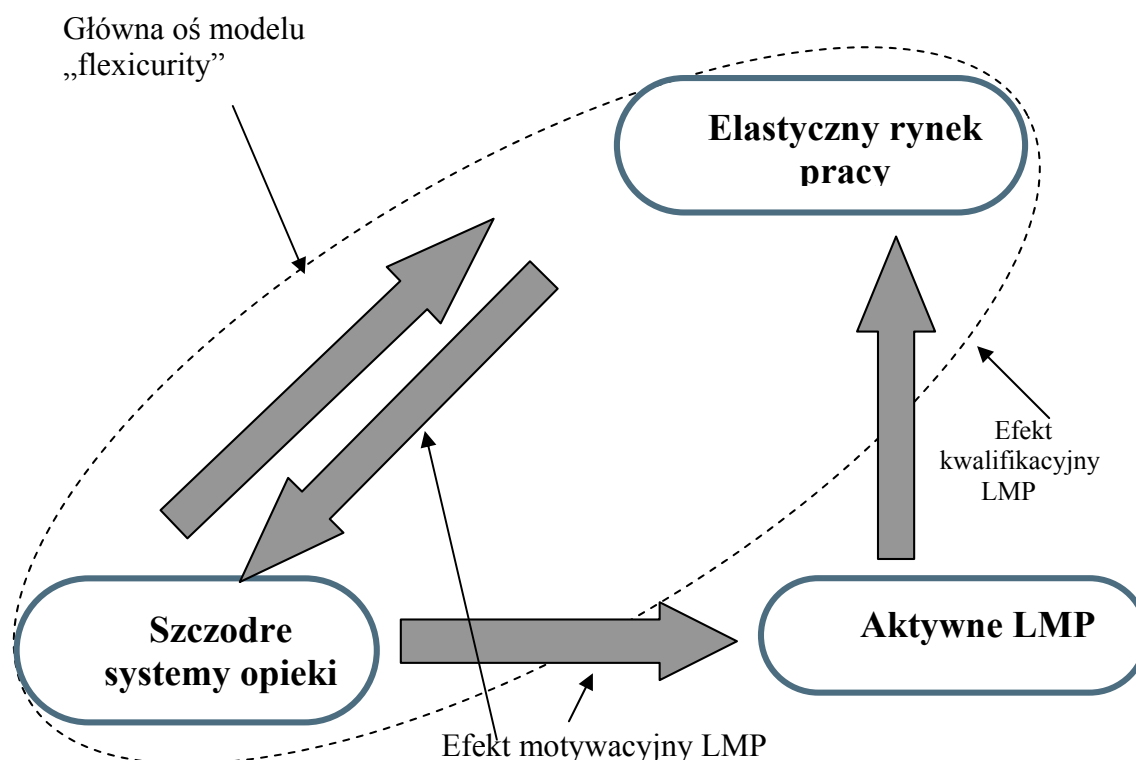 Główna oś modelu
„flexicurity”
Elastyczny rynek
pracy
Efekt
kwalifikacyjny
LMP
Szczodre
systemy opieki
Aktywne LMP
Efekt motywacyjny LMP